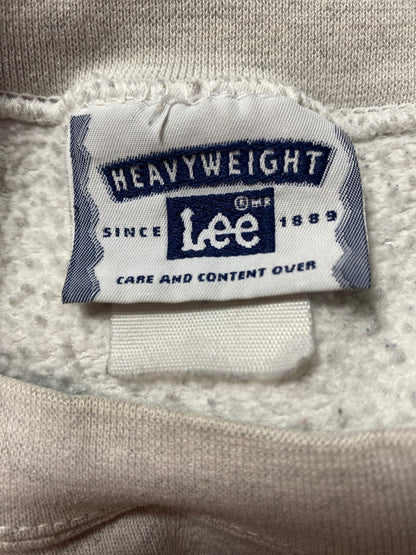 HEAVYWEIGHT
® MR
SINCE Lee 1889
CARE AND CONTENT OVER